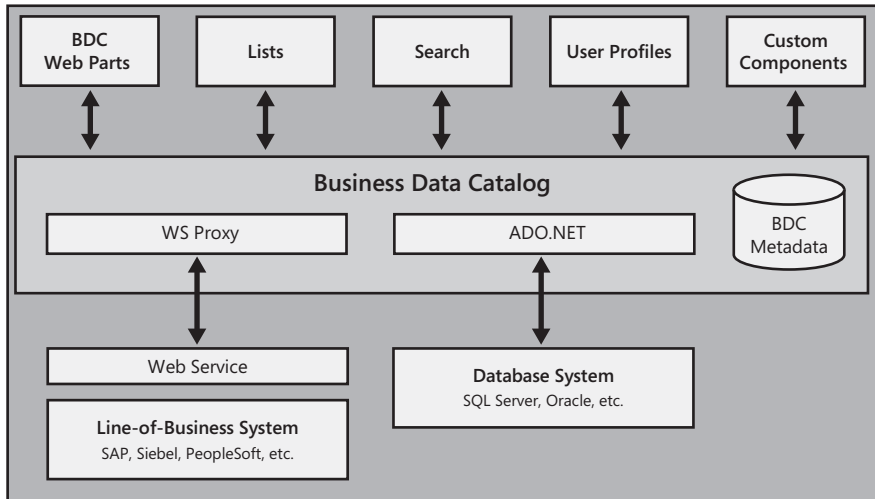 BDC
Web Parts
Lists
Search
User Profiles
Custom
Components
Business Data Catalog
WS Proxy
ADO.NET
BDC
Metadata
Web Service
Line-of-Business System
SAP, Siebel, PeopleSoft, etc.
Database System
SQL Server, Oracle, etc.